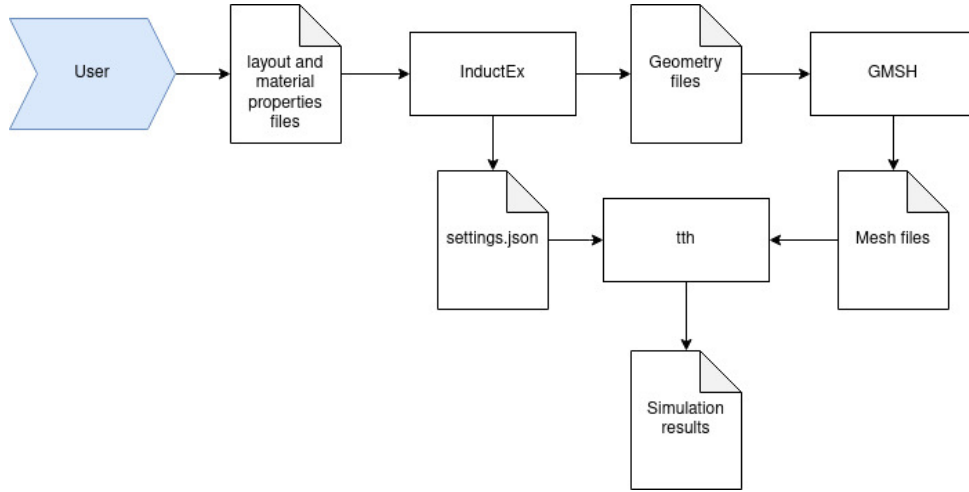 User
layout and
material
properties
files
InductEx
Geometry
files
GMSH
settings.json
tth
Mesh files
Simulation
results